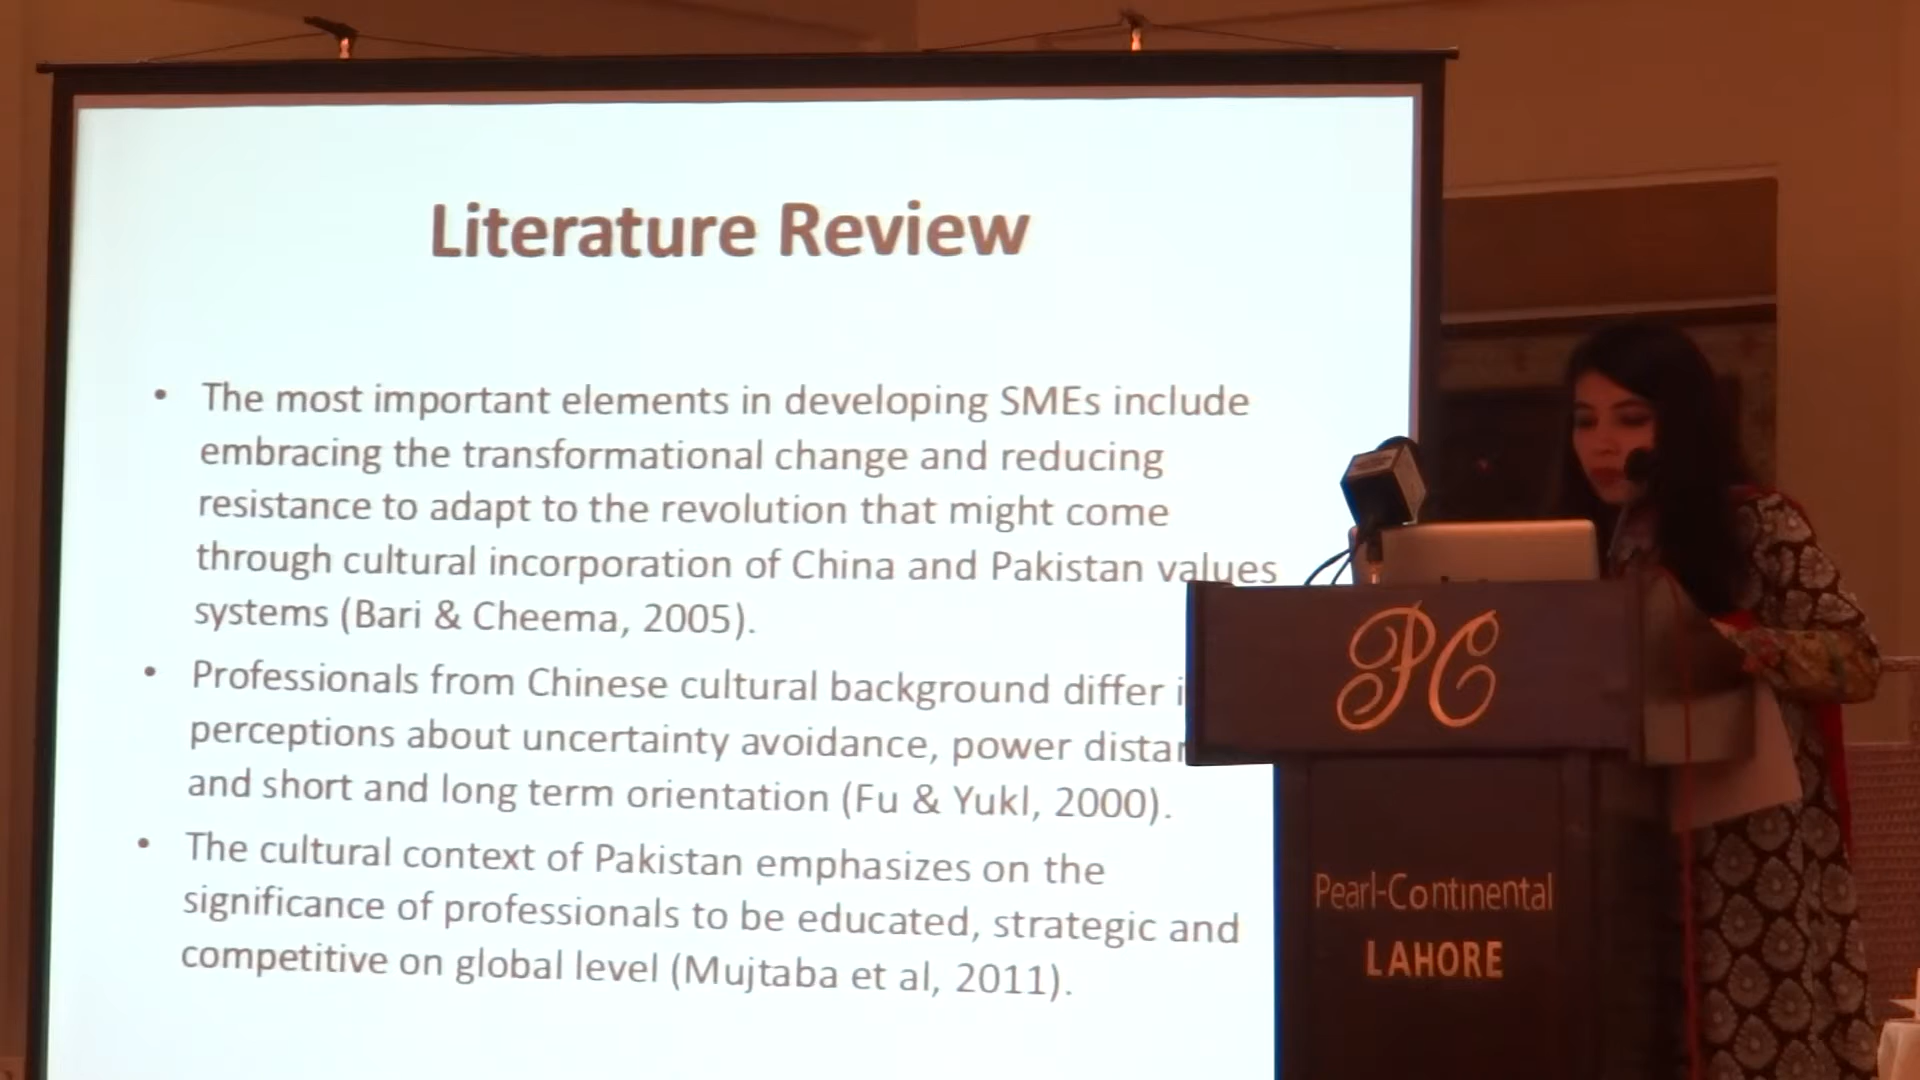 Literature Review
• The most important elements in developing SMEs include
embracing the transformational change and reducing
resistance to adapt to the revolution that might come
through cultural incorporation of China and Pakistan values
systems (Bari & Cheema, 2005).
• Professionals from Chinese cultural background differ
perceptions about uncertainty avoidance, power
and short and long term orientation (Fu & Yukl, 2000).
• The cultural context of Pakistan emphasizes on the
significance of professionals to be educated, strategic and
competitive on global level (Mujtaba et al, 2011).
PC
Pearl-Continental
LAHORE